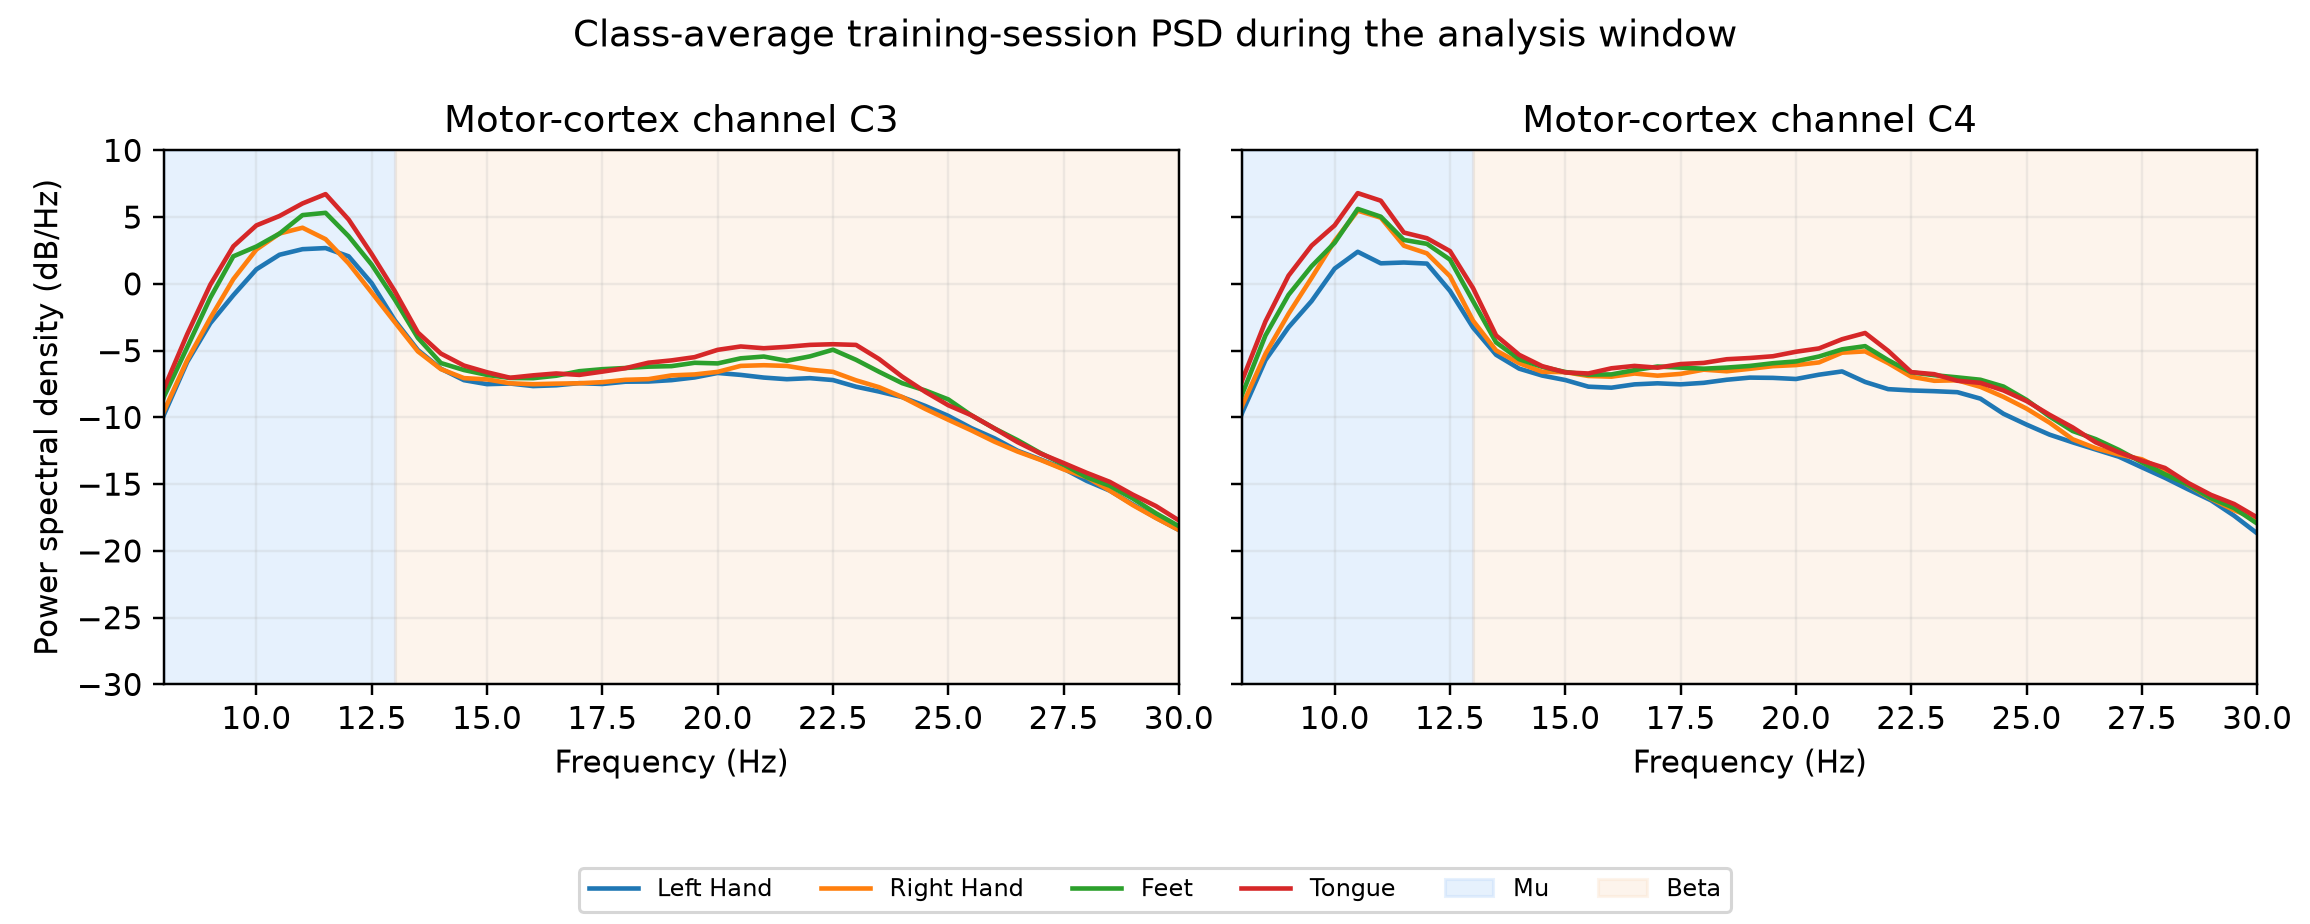 Class-average training-session PSD during the analysis window
Motor-cortex channel C3
Power spectral density (dB/Hz)
10
5
0
−5
−10
−15
−20
−25
−30
10.0 12.5 15.0 17.5 20.0 22.5 25.0 27.5 30.0
Frequency (Hz)
Motor-cortex channel C4
10.0 12.5 15.0 17.5 20.0 22.5 25.0 27.5 30.0
Frequency (Hz)
Left Hand Right Hand Feet Tongue Mu Beta